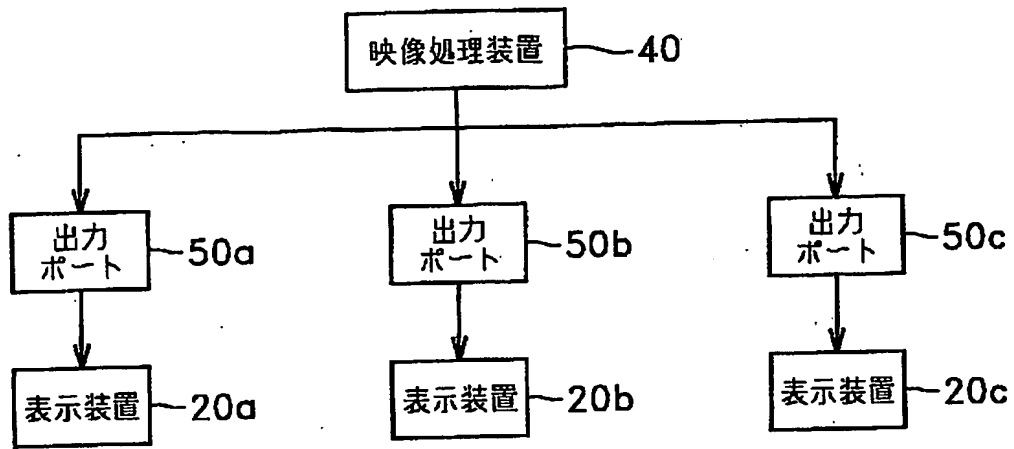 映像処理装置 40
出力
ポート 50a
出力
ポート 50b
出力
ポート 50c
表示装置 20a
表示装置 20b
表示装置 20c